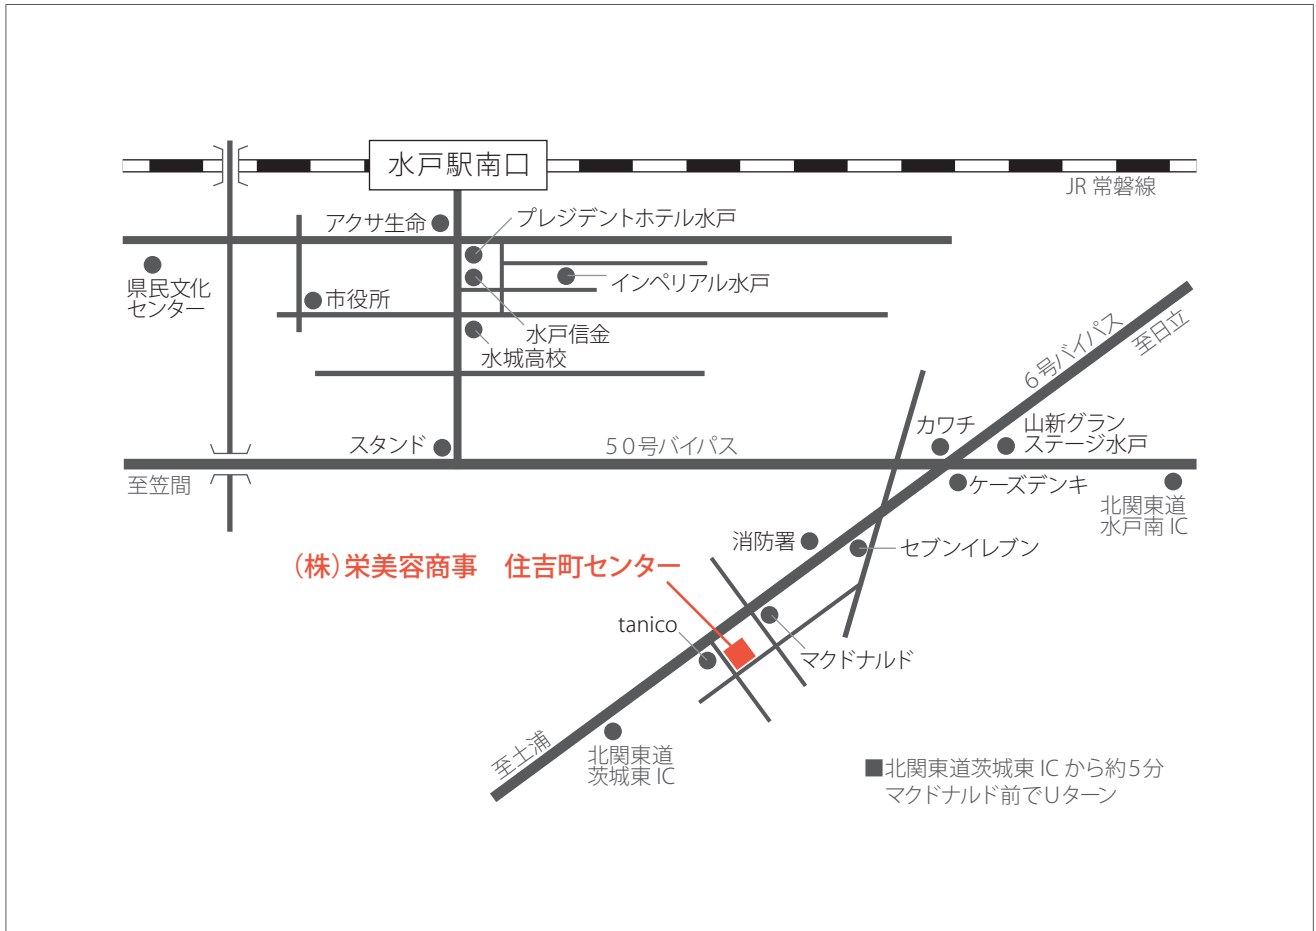 水戸駅南口
JR 常磐線
アクサ生命
プレジデントホテル水戸
県民文化
センター
市役所
インペリアル水戸
水戸信金
水城高校
6号バイパス
至日立
スタンド
50号バイパス
カワチ
山新グラン
ステージ水戸
至笠間
ケーズデンキ
北関東道
水戸南 IC
消防署
セブンイレブン
(株)栄美容商事 住吉町センター
tanico
マクドナルド
至土浦
北関東道
茨城東 IC
■北関東道茨城東 IC から約5分
マクドナルド前でUターン